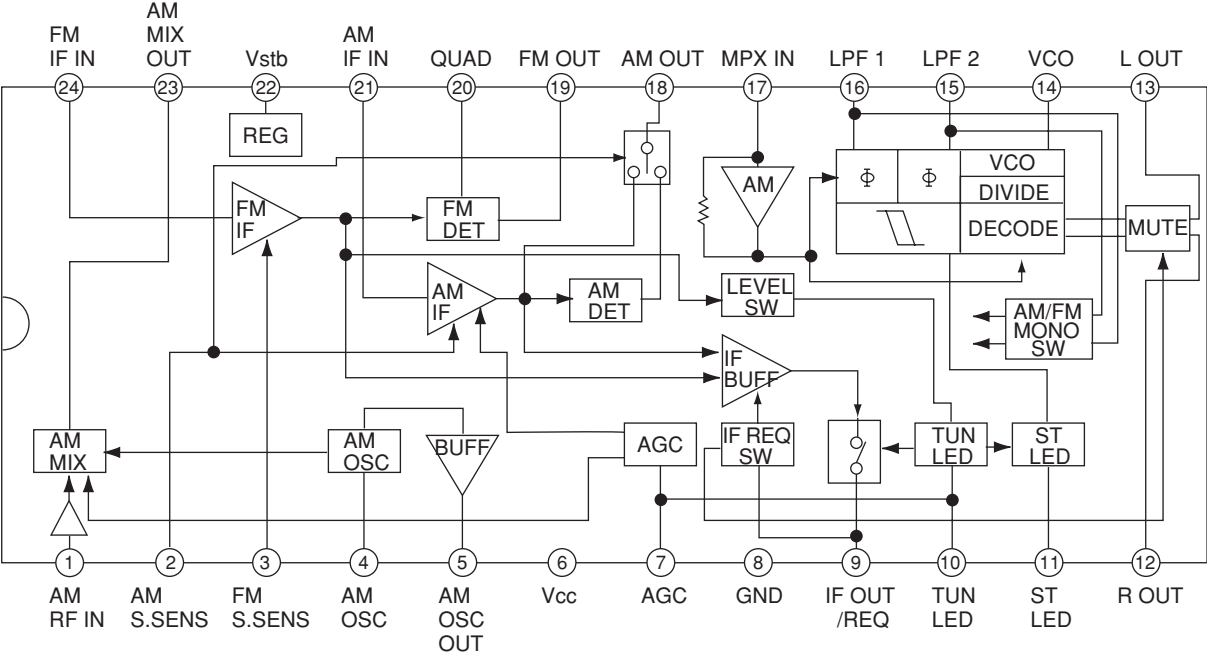 FM
IF IN
AM
MIX
OUT
Vstb
AM
IF IN
QUAD
FM OUT
AM OUT
MPX IN
LPF 1
LPF 2
VCO
L OUT
24
23
22
21
20
19
18
17
16
15
14
13
REG
FM
IF
FM
DET
AM
Φ
Φ
VCO
DIVIDE
DECODE
MUTE
AM
IF
AM
DET
LEVEL
SW
AM/FM
MONO
SW
IF
BUFF
AM
MIX
AM
OSC
BUFF
AGC
IF REQ
SW
TUN
LED
ST
LED
1
2
3
4
5
6
7
8
9
10
11
12
AM
RF IN
AM
S.SENS
FM
S.SENS
AM
OSC
AM
OSC
OUT
Vcc
AGC
GND
IF OUT
/REQ
TUN
LED
ST
LED
R OUT